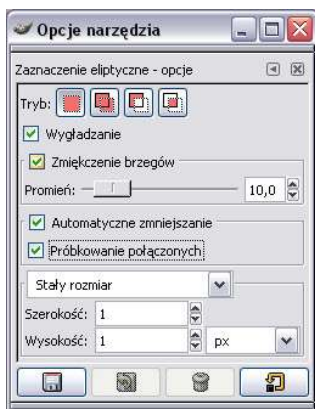 Opcje narzędzia
Zaznaczenie eliptyczne - opcje
Tryb:
Wygładzanie
Zmiękczenie brzegów
Promień: 10,0
Automatyczne zmniejszanie
Próbkowanie połączonych
Stały rozmiar
Szerokość: 1
Wysokość: 1 px